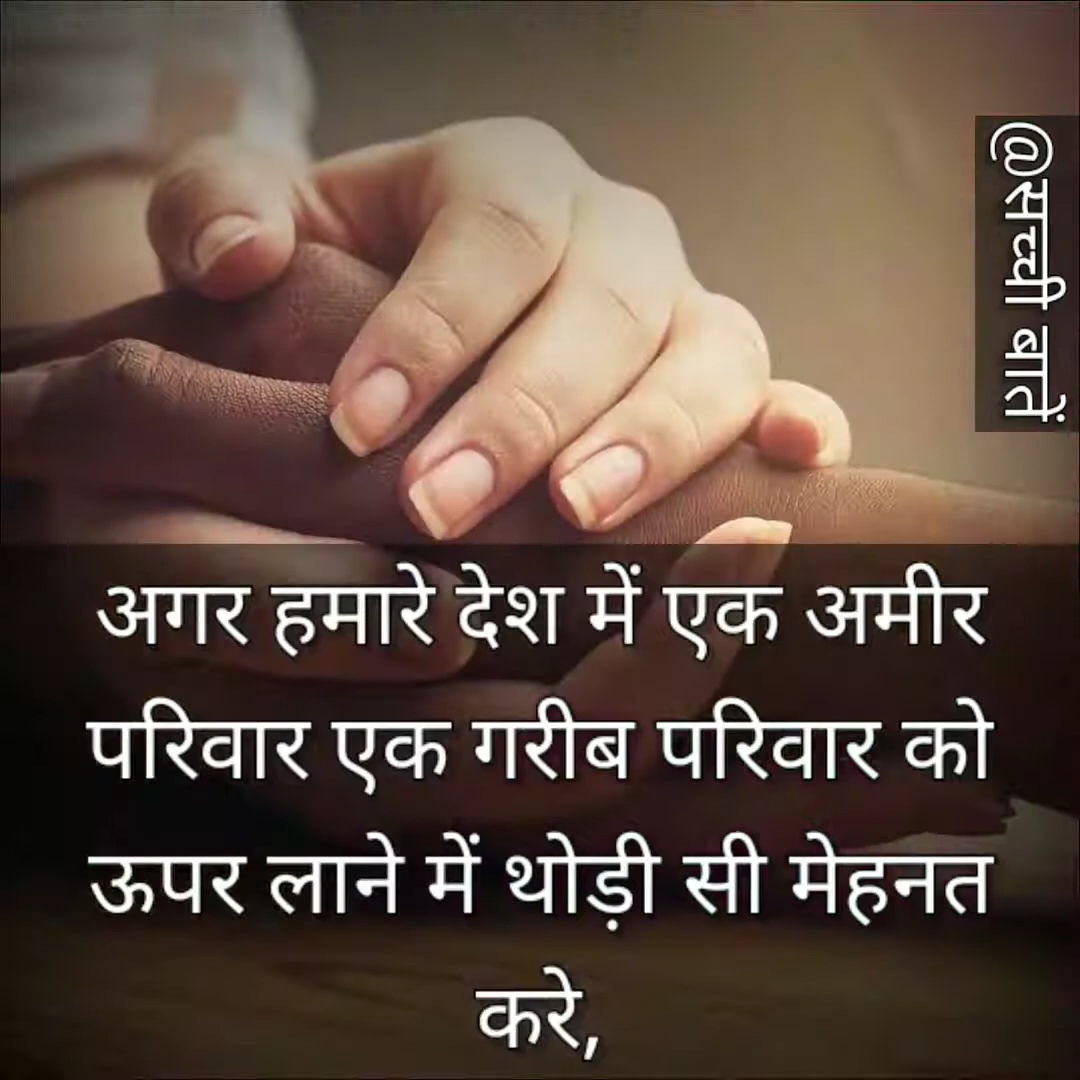 @सच्ची बातें
अगर हमारे देश में एक अमीर
परिवार एक गरीब परिवार को
ऊपर लाने में थोड़ी सी मेहनत
करे,